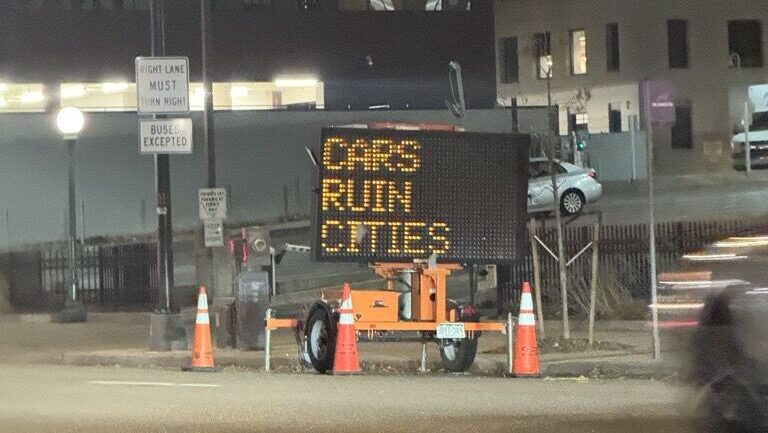 RIGHT LANE
MUST
TURN RIGHT
BUSES
EXCEPTED
CARS
RUIN
CITIES